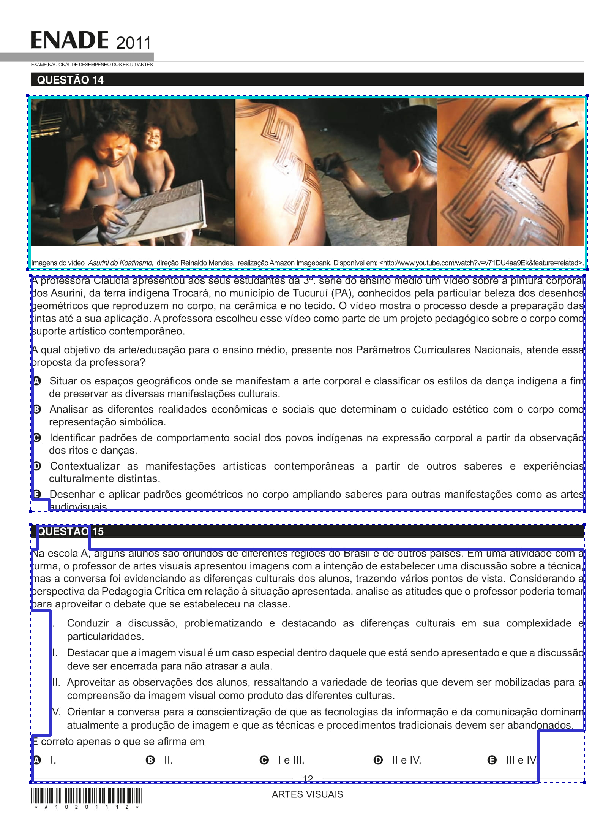 ENADE 2011
EXAME NACIONAL DE DESEMPENHO DOS ESTUDANTES
QUESTÃO 14
Imagens do vídeo Asurini do Koatinemo, direção Reinaldo Mendes, realização Amazon Imagebank. Disponível em: <http://www.youtube.com/watch?v=v71DU4aa9Ek&feature=related>.
A professora Cláudia apresentou aos seus estudantes da 3ª. série do ensino médio um vídeo sobre a pintura corporal
dos Asurini, da terra indígena Trocará, no município de Tucuruí (PA), conhecidos pela particular beleza dos desenhos
geométricos que reproduzem no corpo, na cerâmica e no tecido. O vídeo mostra o processo desde a preparação das
tintas até a sua aplicação. A professora escolheu esse vídeo como parte de um projeto pedagógico sobre o corpo como
suporte artístico contemporâneo.
A qual objetivo da arte/educação para o ensino médio, presente nos Parâmetros Curriculares Nacionais, atende essa
proposta da professora?
A Situar os espaços geográficos onde se manifestam a arte corporal e classificar os estilos da dança indígena a fim
de preservar as diversas manifestações culturais.
B Analisar as diferentes realidades econômicas e sociais que determinam o cuidado estético com o corpo como
representação simbólica.
C Identificar padrões de comportamento social dos povos indígenas na expressão corporal a partir da observação
dos ritos e danças.
D Contextualizar as manifestações artísticas contemporâneas a partir de outros saberes e experiências
culturalmente distintas.
E Desenhar e aplicar padrões geométricos no corpo ampliando saberes para outras manifestações como as artes
audiovisuais.
QUESTÃO 15
Na escola A, alguns alunos são oriundos de diferentes regiões do Brasil e de outros países. Em uma atividade com a
turma, o professor de artes visuais apresentou imagens com a intenção de estabelecer uma discussão sobre a técnica,
mas a conversa foi evidenciando as diferenças culturais dos alunos, trazendo vários pontos de vista. Considerando a
perspectiva da Pedagogia Crítica em relação à situação apresentada, analise as atitudes que o professor poderia tomar
para aproveitar o debate que se estabeleceu na classe.
I. Conduzir a discussão, problematizando e destacando as diferenças culturais em sua complexidade e
particularidades.
II. Destacar que a imagem visual é um caso especial dentro daquele que está sendo apresentado e que a discussão
deve ser encerrada para não atrasar a aula.
III. Aproveitar as observações dos alunos, ressaltando a variedade de teorias que devem ser mobilizadas para a
compreensão da imagem visual como produto das diferentes culturas.
IV. Orientar a conversa para a conscientização de que as tecnologias da informação e da comunicação dominam
atualmente a produção de imagem e que as técnicas e procedimentos tradicionais devem ser abandonados.
É correto apenas o que se afirma em
A I. B II. C I e III. D II e IV. E III e IV
12
ARTES VISUAIS